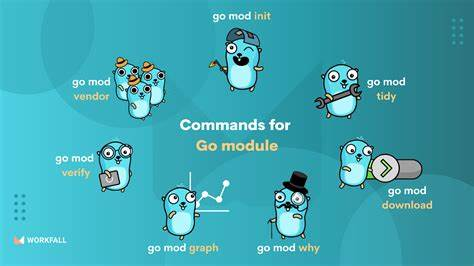 go mod init
go mod
vendor
go mod
tidy
Commands for
Go module
go mod
verify
go mod
download
go mod graph
go mod why
WORKFALL